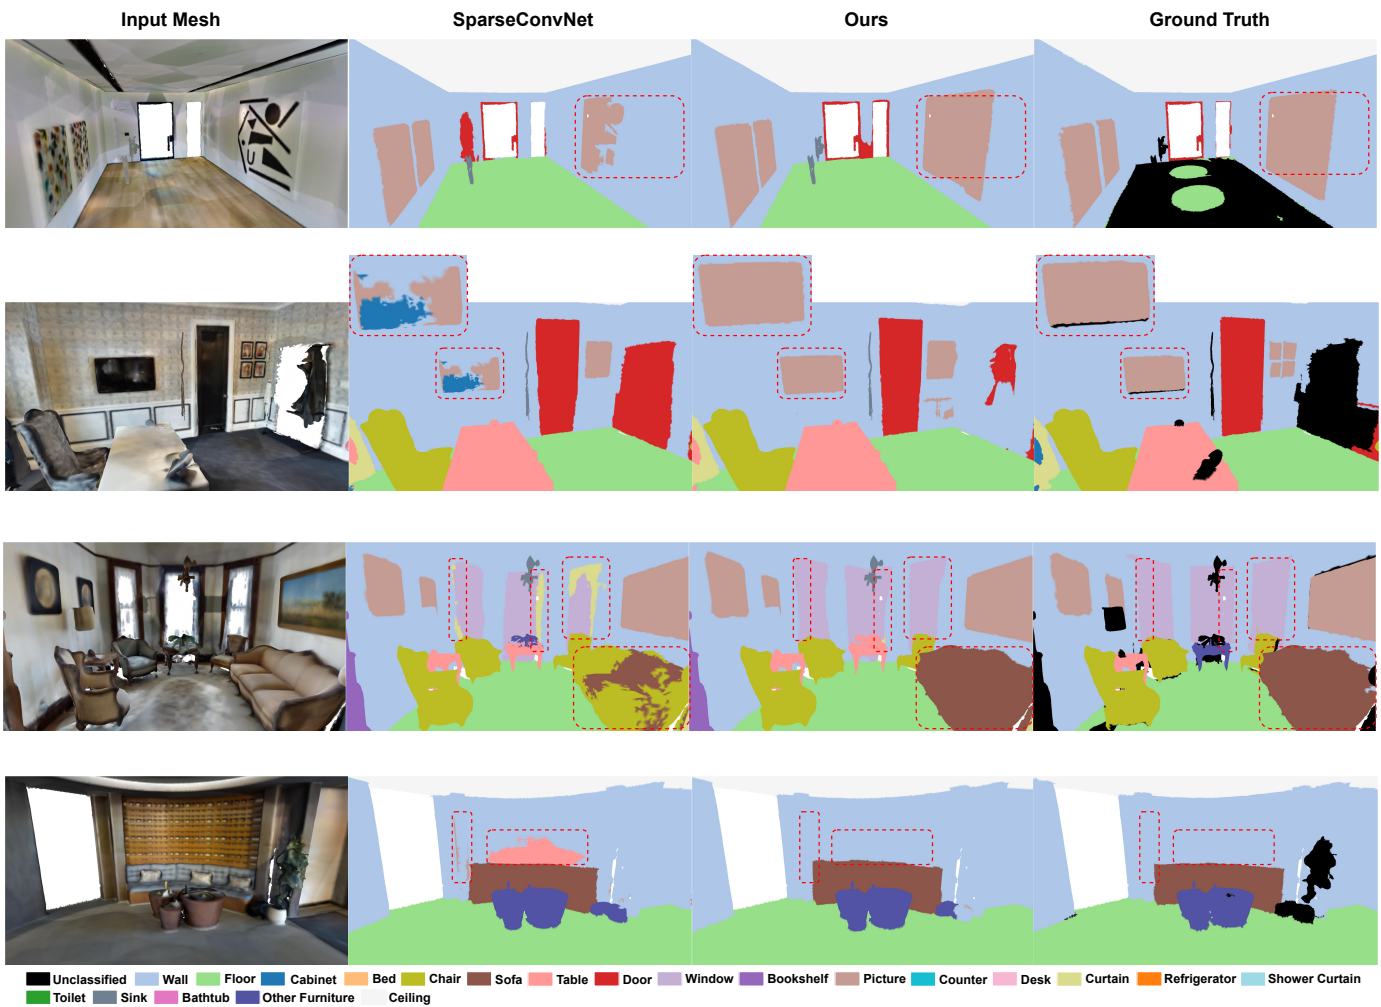 Input Mesh SparseConvNet Ours Ground Truth
Unclassified Wall Floor Cabinet Bed Chair Sofa Table Door Window Bookshelf Picture Counter Desk Curtain Refrigerator Shower Curtain
Toilet Sink Bathtub Other Furniture Ceiling